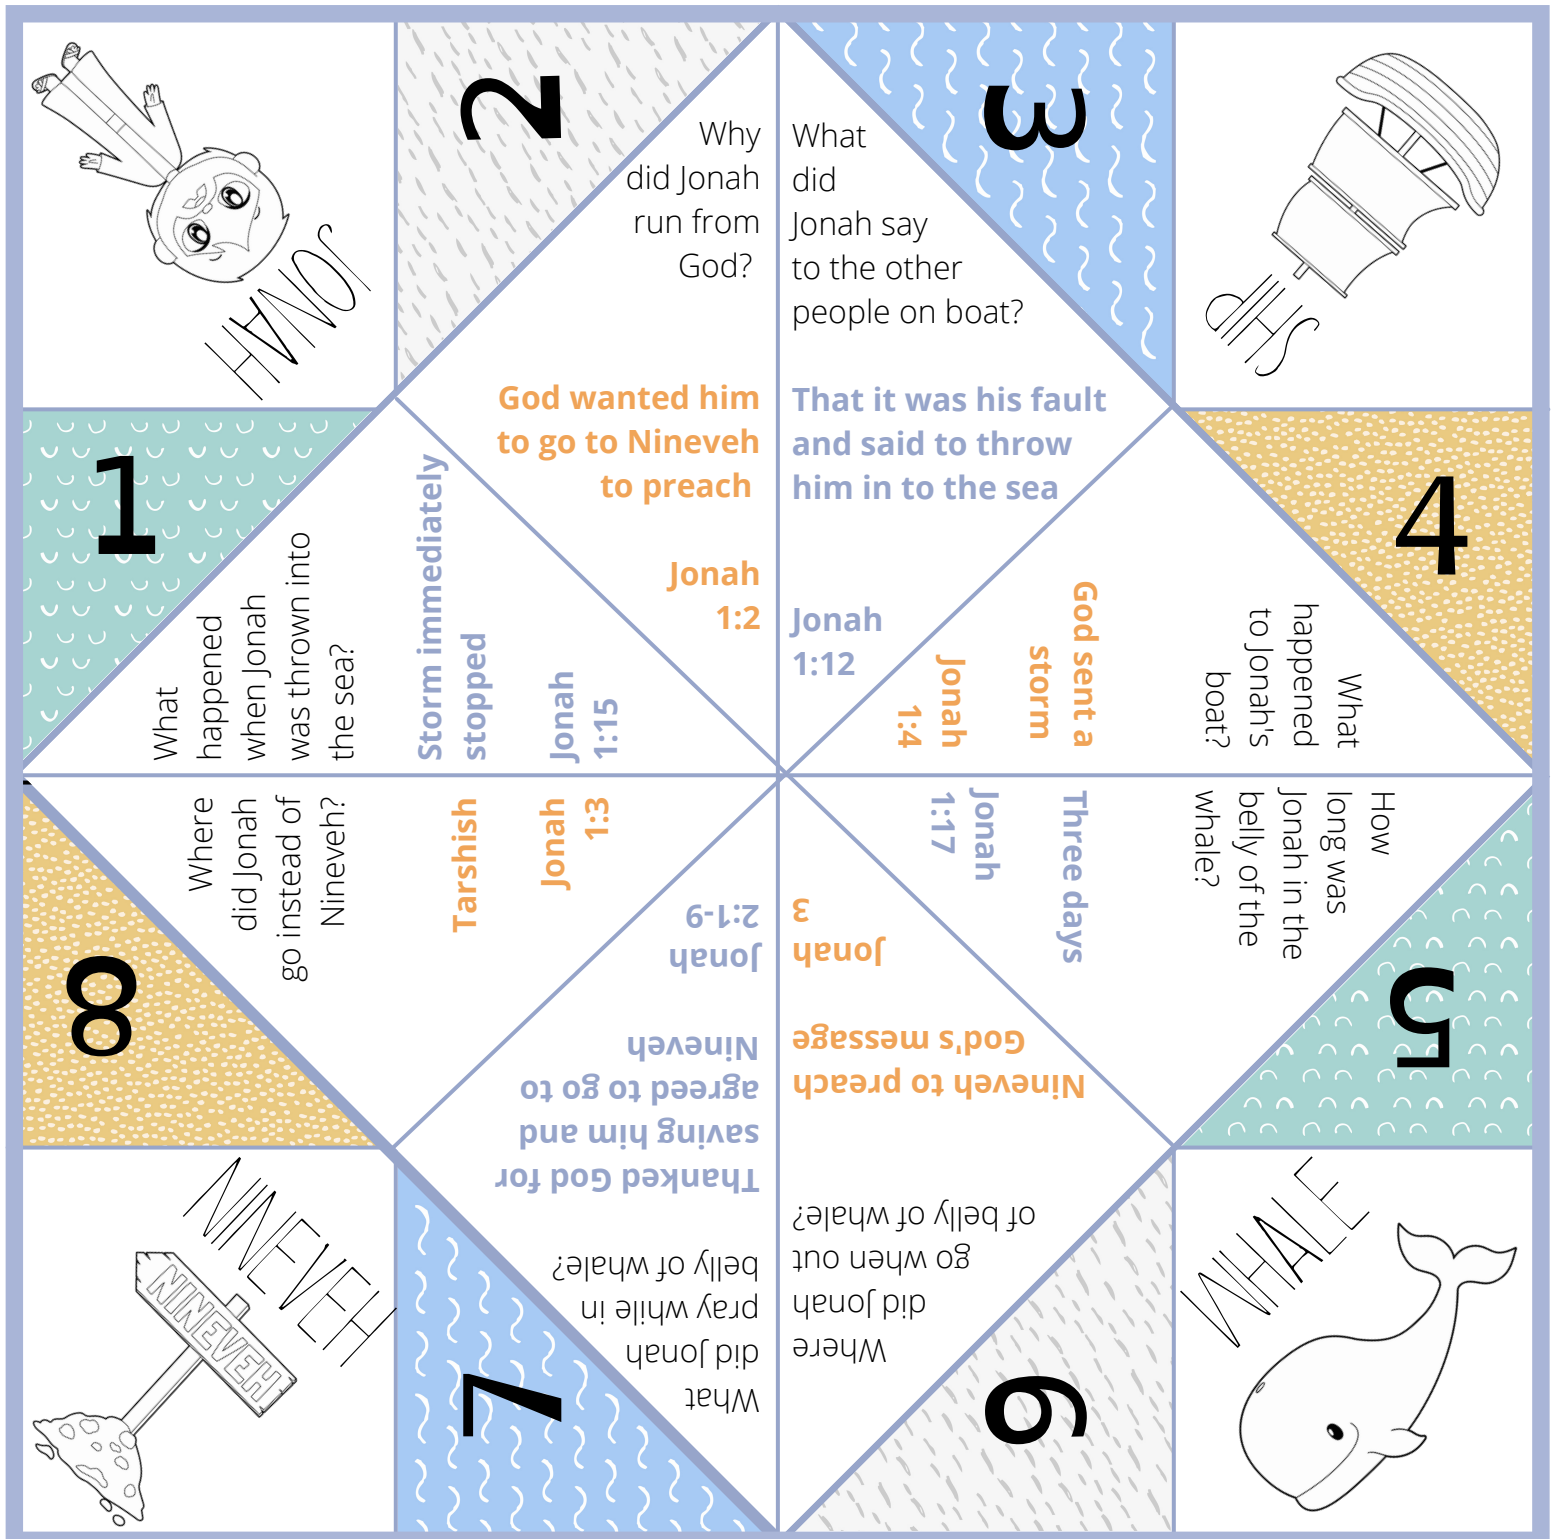 JONAH
2
3
SHIP
Why
did Jonah
run from
God?
God wanted him
to go to Nineveh
to preach
Jonah
1:2
What
did
Jonah say
to the other
people on boat?
That it was his fault
and said to throw
him in to the sea
Jonah
1:12
1
What
happened
when Jonah
was thrown into
the sea?
Storm immediately
stopped
Jonah
1:15
4
What
happened
to Jonah's
boat?
God sent a
storm
Jonah
1:4
8
Where
did Jonah
go instead of
Nineveh?
Tarshish
Jonah
1:3
5
How
long was
Jonah in the
belly of the
whale?
Three days
Jonah
1:17
7
What
did Jonah
pray while in
belly of whale?
Thanked God for
saving him and
agreed to go to
Nineveh
Jonah
2:1-9
6
Where
did Jonah
go when out
of belly of whale?
Nineveh to preach
God's message
Jonah
3
NINEVEH
NINEVEH
WHALE